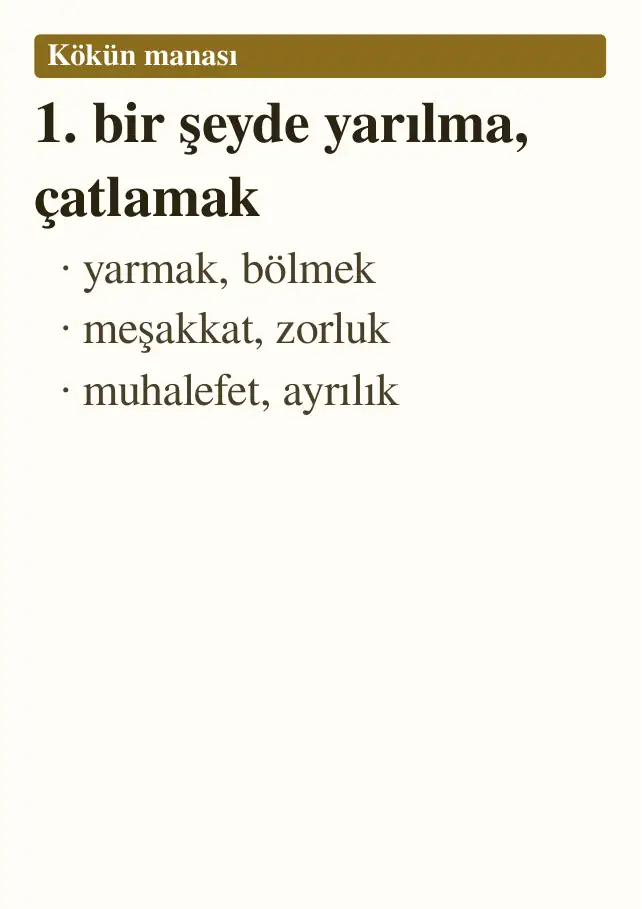 Kökün manası
1. bir şeyde yarılma,
çatlamak
· yarmak, bölmek
· meşakkat, zorluk
· muhalefet, ayrılık